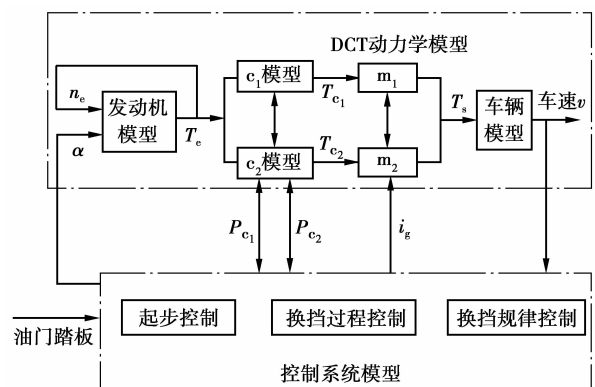 DCT动力学模型
c₁模型
m₁
T_c₁
n_e
发动机
模型
α
T_e
T_s
车辆
模型
车速v
T_c₂
c₂模型
m₂
P_c₁
P_c₂
i_g
油门踏板
起步控制
换挡过程控制
换挡规律控制
控制系统模型